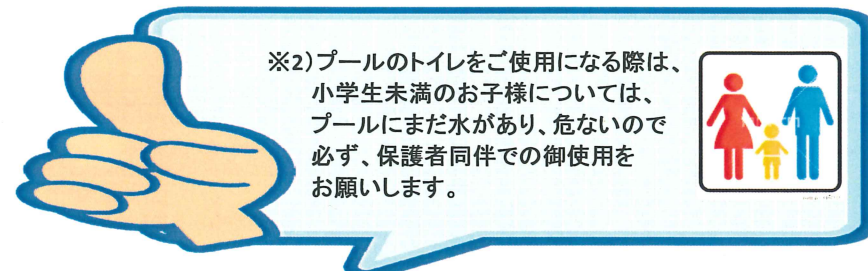 ※2)プールのトイレをご使用になる際は、
小学生未満のお子様については、
プールにまだ水があり、危ないので
必ず、保護者同伴での御使用を
お願いします。